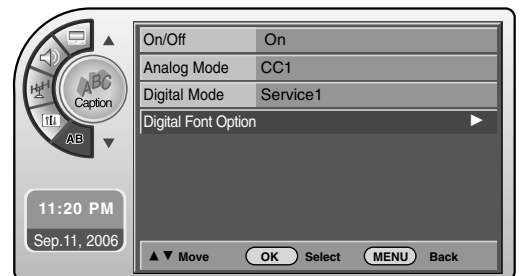 On/Off On
Analog Mode CC1
Digital Mode Service1
Digital Font Option ▶
ABC
Caption
AB
11:20 PM
Sep.11, 2006
▲▼ Move OK Select MENU Back